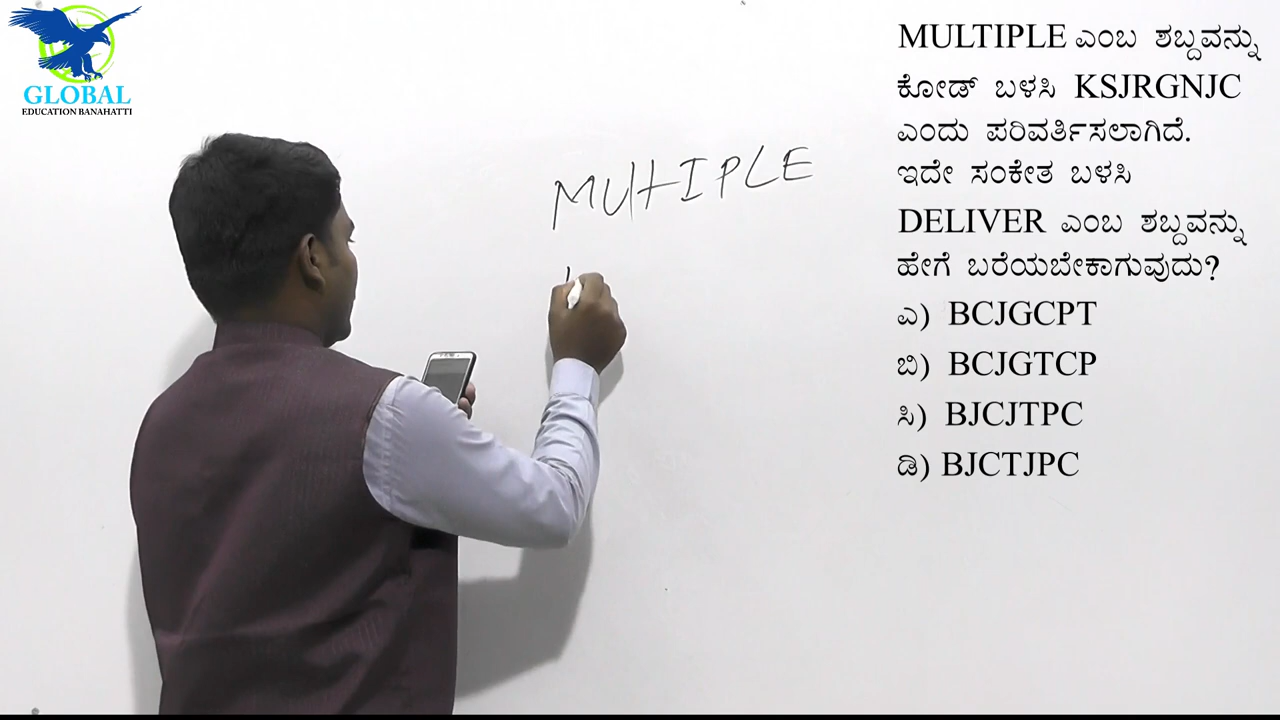 GLOBAL
EDUCATION BANAHATTI
MULTIPLE
MULTIPLE ಎಂಬ ಶಬ್ದವನ್ನು
ಕೋಡ್ ಬಳಸಿ KSJRGNJC
ಎಂದು ಪರಿವರ್ತಿಸಲಾಗಿದೆ.
ಇದೇ ಸಂಕೇತ ಬಳಸಿ
DELIVER ಎಂಬ ಶಬ್ದವನ್ನು
ಹೇಗೆ ಬರೆಯಬೇಕಾಗುವುದು?
ಎ) BCJGCPT
ಬಿ) BCJGTCP
ಸಿ) BJCJTPC
ಡಿ) BJCTJPC